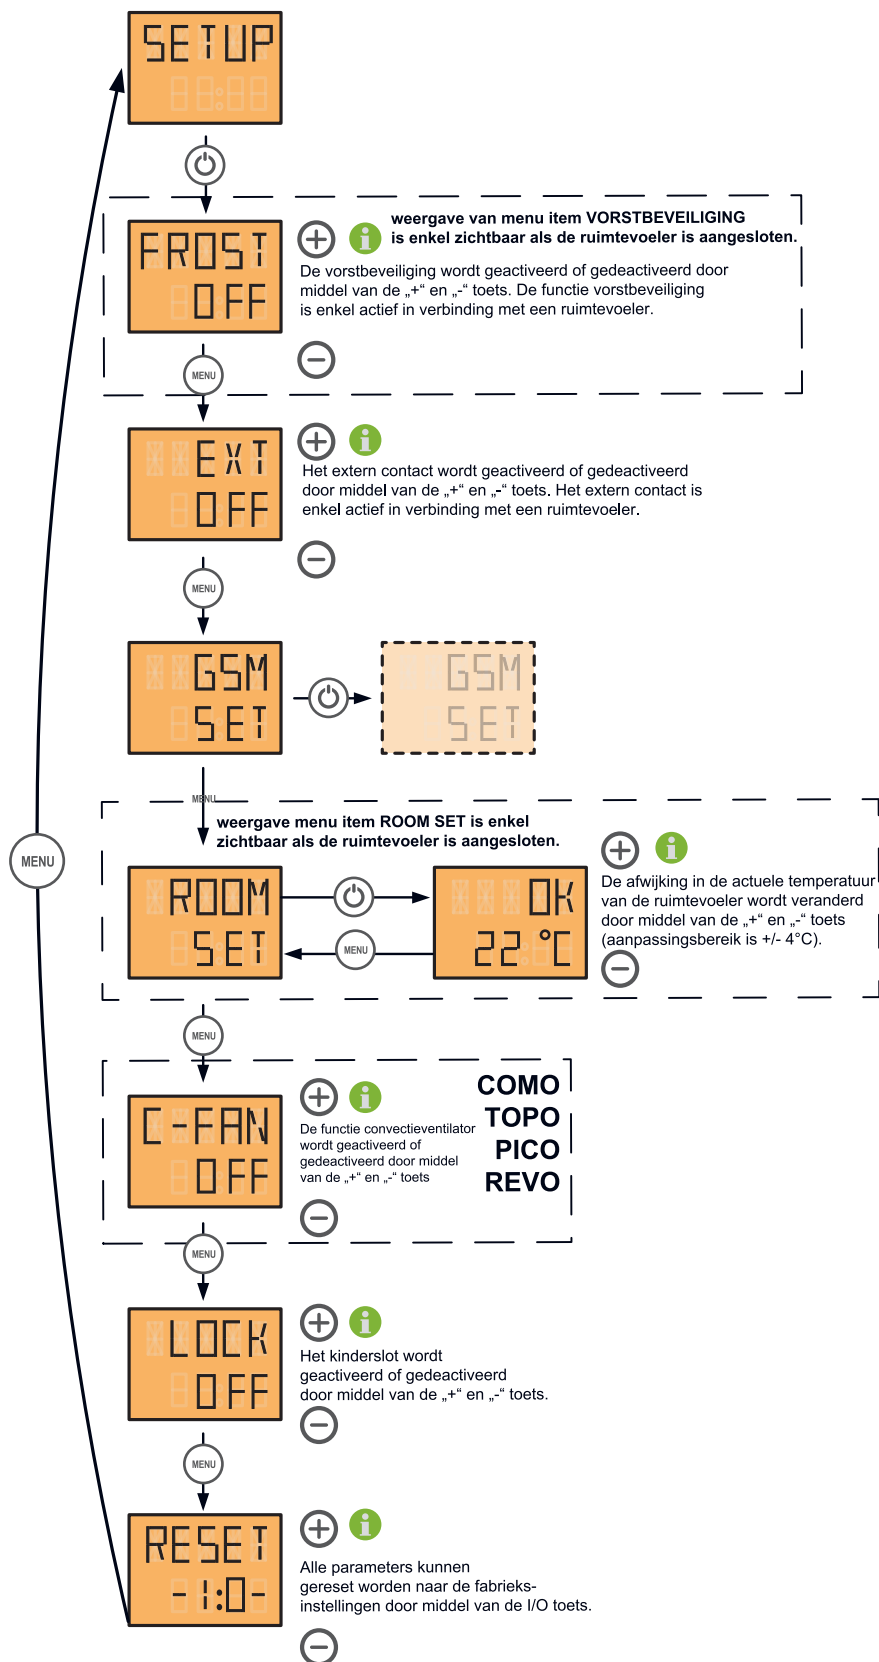 SETUP
weergave van menu item VORSTBEVEILIGING
is enkel zichtbaar als de ruimtevoeler is aangesloten.
FROST
OFF
De vorstbeveiliging wordt geactiveerd of gedeactiveerd door
middel van de „+“ en „-“ toets. De functie vorstbeveiliging
is enkel actief in verbinding met een ruimtevoeler.
MENU
EXT
OFF
Het extern contact wordt geactiveerd of gedeactiveerd
door middel van de „+“ en „-“ toets. Het extern contact is
enkel actief in verbinding met een ruimtevoeler.
MENU
GSM
SET
GSM
SET
MENU
weergave menu item ROOM SET is enkel
zichtbaar als de ruimtevoeler is aangesloten.
MENU
ROOM
SET
MENU
OK
22 °C
De afwijking in de actuele temperatuur
van de ruimtevoeler wordt veranderd
door middel van de „+“ en „-“ toets
(aanpassingsbereik is +/- 4°C).
MENU
C-FAN
OFF
De functie convectieventilator
wordt geactiveerd of
gedeactiveerd door middel
van de „+“ en „-“ toets
COMO
TOPO
PICO
REVO
MENU
LOCK
OFF
Het kinderslot wordt
geactiveerd of gedeactiveerd
door middel van de „+“ en „-“ toets.
MENU
RESET
-1:0-
Alle parameters kunnen
gereset worden naar de fabrieks-
instellingen door middel van de I/O toets.